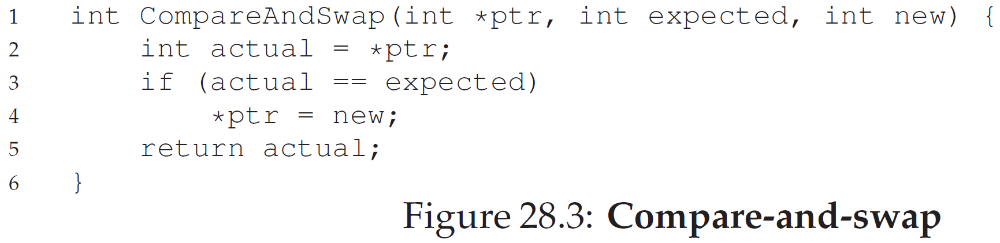 1 int CompareAndSwap(int *ptr, int expected, int new) {
2 int actual = *ptr;
3 if (actual == expected)
4 *ptr = new;
5 return actual;
6 }
Figure 28.3: Compare-and-swap